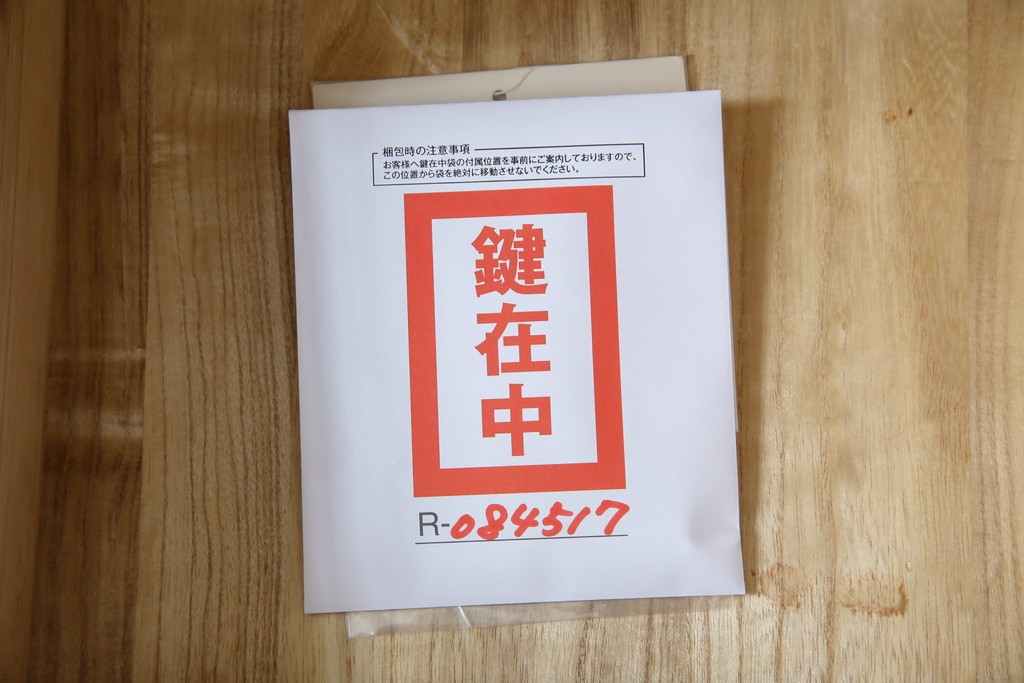 梱包時の注意事項
お客様へ鍵在中袋の付属位置を事前にご案内しておりますので、
この位置から袋を絶対に移動させないでください。
鍵
在
中
R-084517